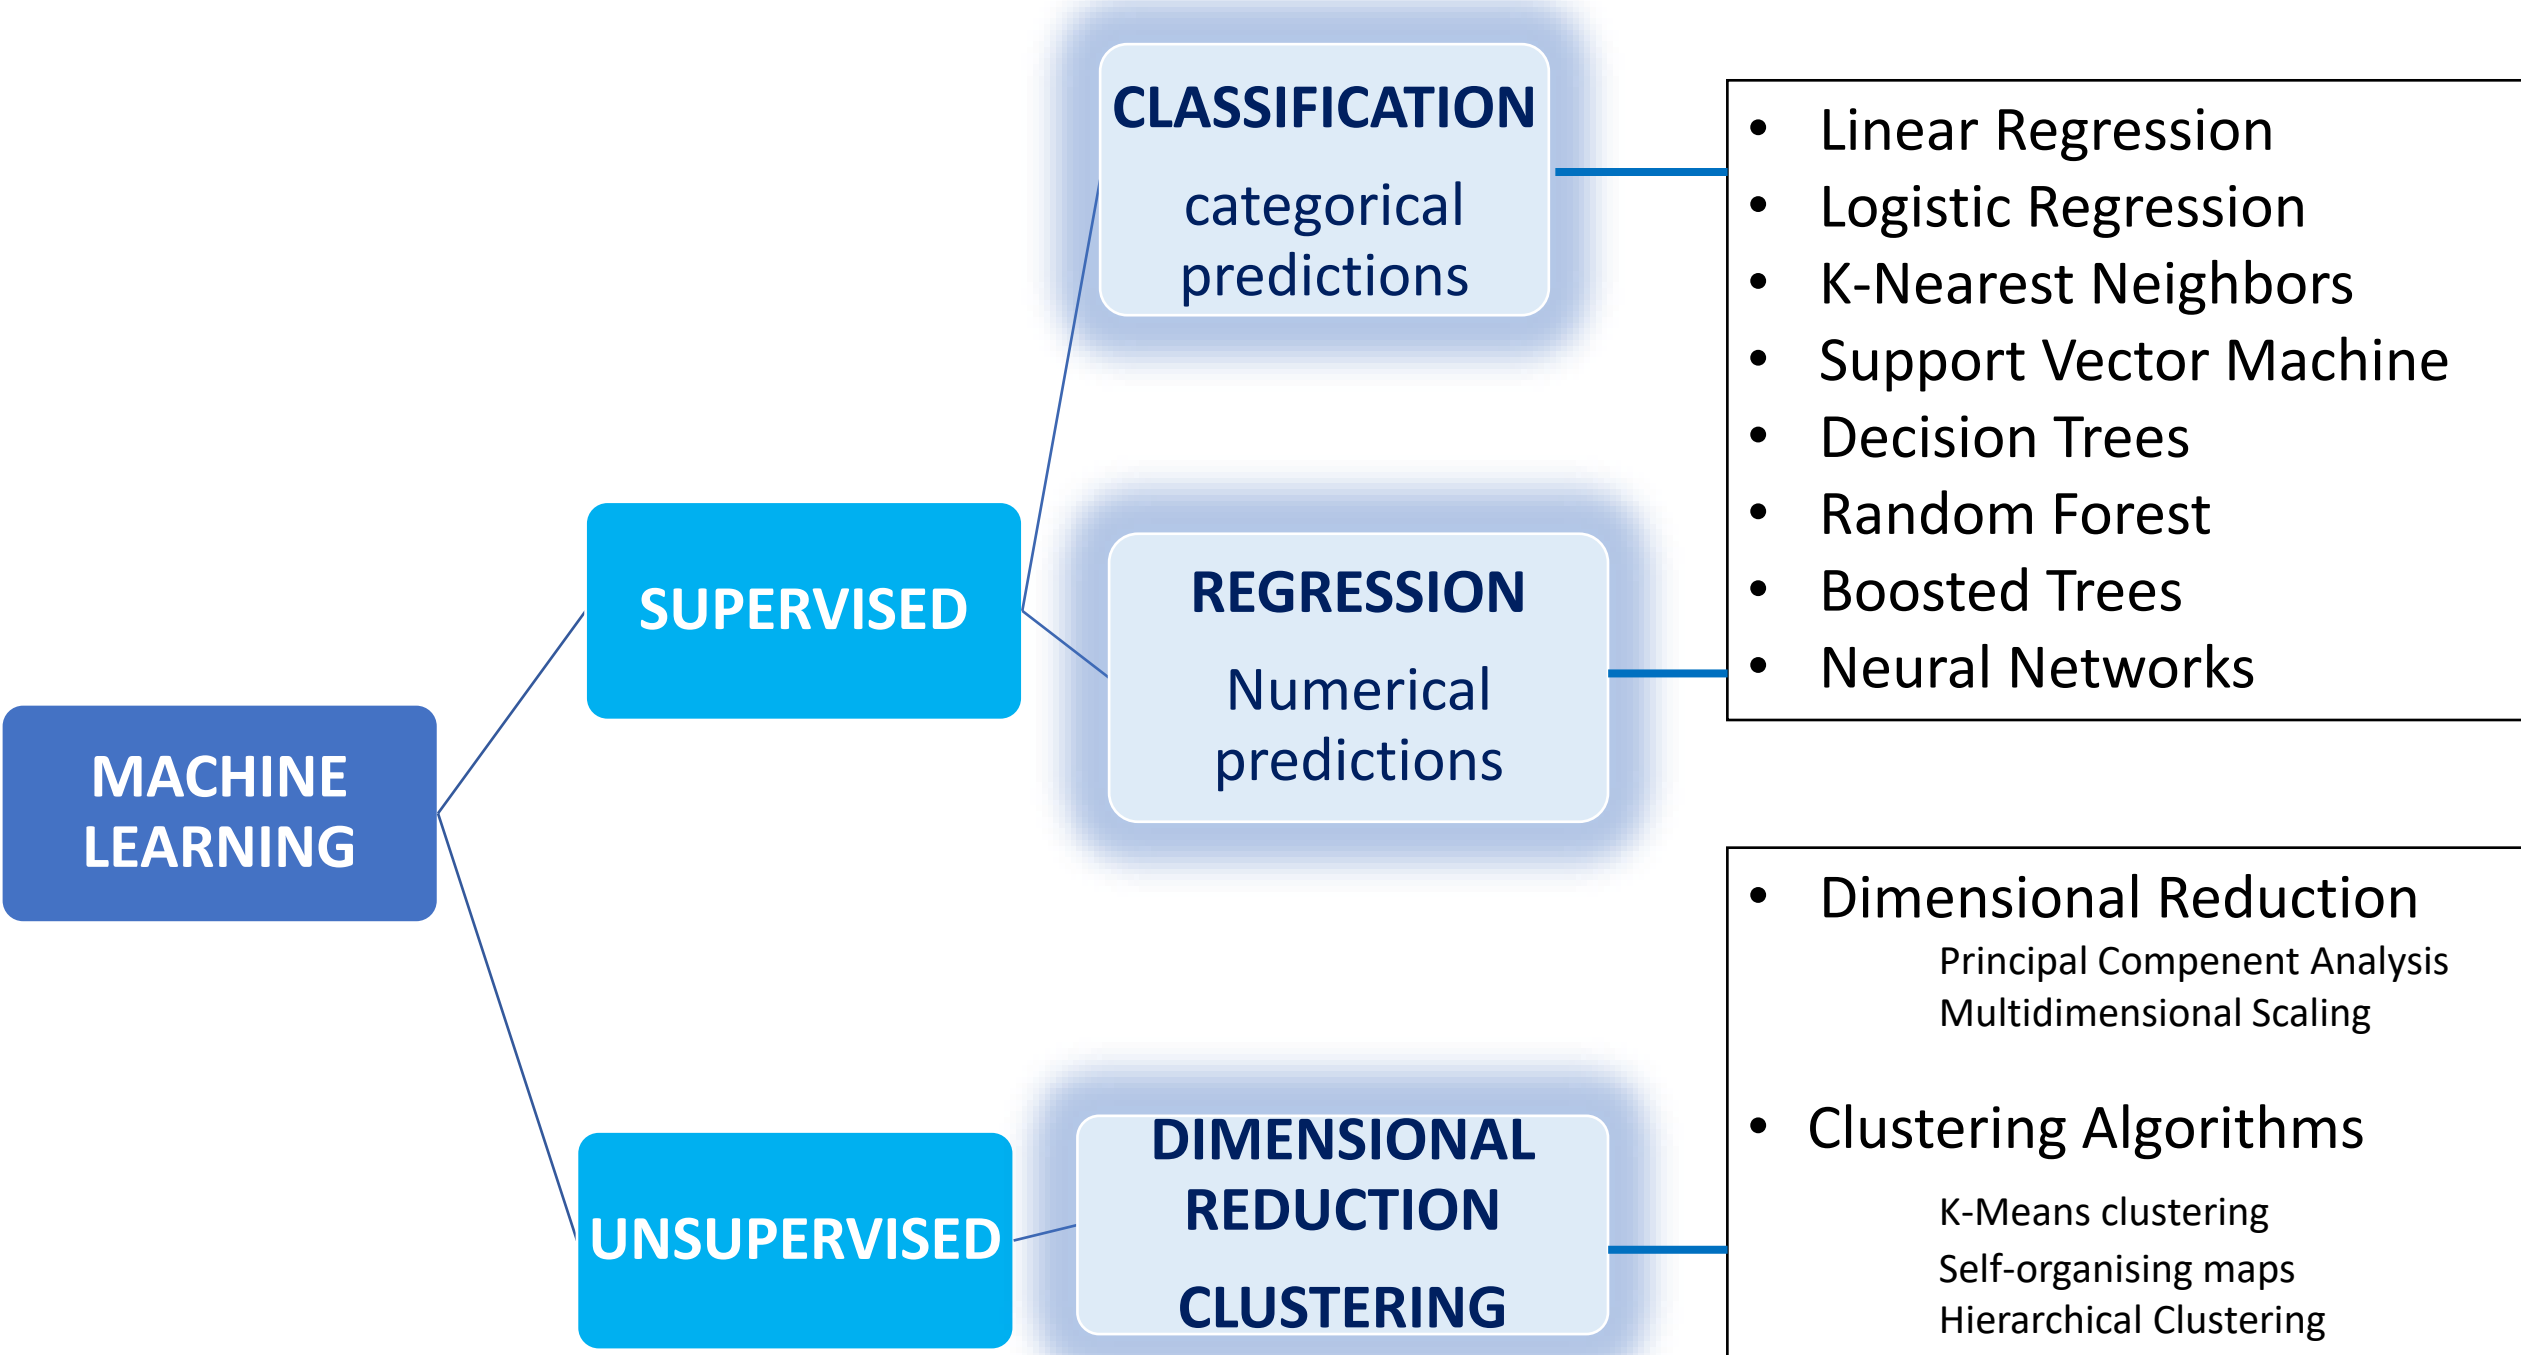 MACHINE
LEARNING
SUPERVISED
UNSUPERVISED
CLASSIFICATION
categorical
predictions
REGRESSION
Numerical
predictions
DIMENSIONAL
REDUCTION
CLUSTERING
• Linear Regression
• Logistic Regression
• K-Nearest Neighbors
• Support Vector Machine
• Decision Trees
• Random Forest
• Boosted Trees
• Neural Networks
• Dimensional Reduction
Principal Compenent Analysis
Multidimensional Scaling
• Clustering Algorithms
K-Means clustering
Self-organising maps
Hierarchical Clustering